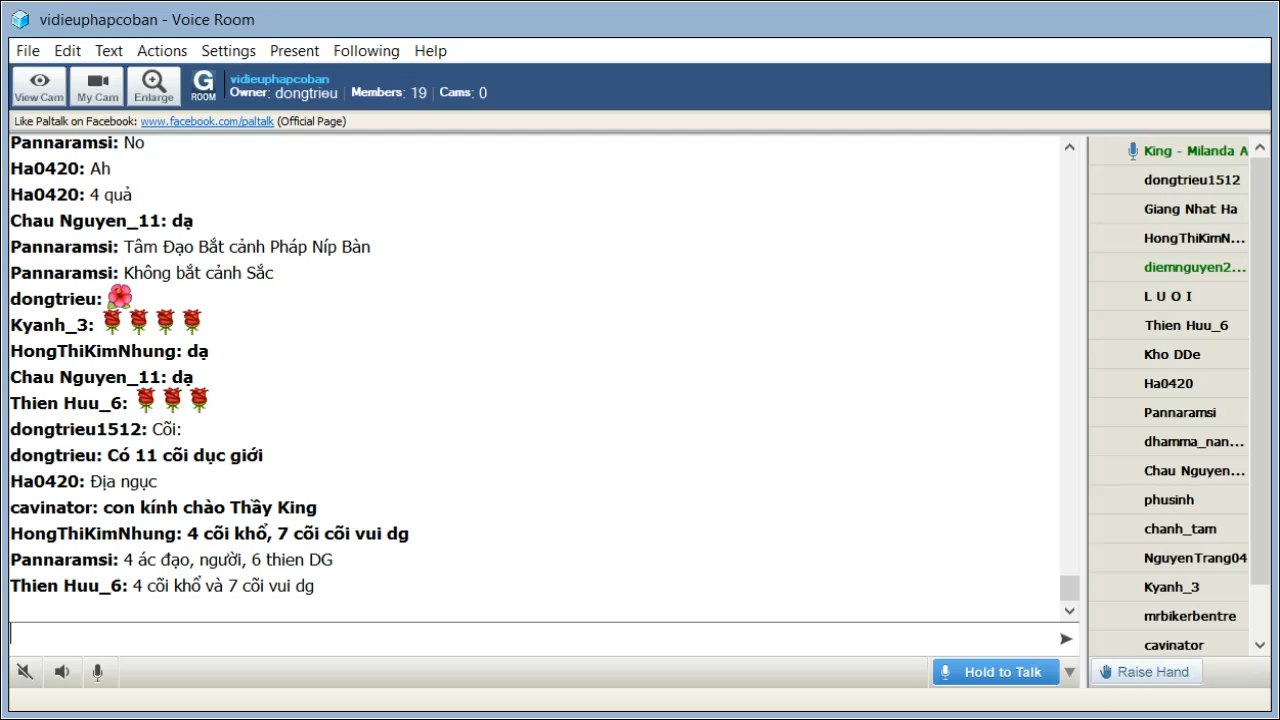 vidieuphapcoban - Voice Room
File Edit Text Actions Settings Present Following Help
View Cam My Cam Enlarge G ROOM vidieuphapcoban
Owner: dongtrieu | Members: 19 | Cams: 0
Like Paltalk on Facebook: www.facebook.com/paltalk (Official Page)
Pannaramsi: No
Ha0420: Ah
Ha0420: 4 quả
Chau Nguyen_11: dạ
Pannaramsi: Tâm Đạo Bắt cảnh Pháp Níp Bàn
Pannaramsi: Không bắt cảnh Sắc
dongtrieu:
Kyanh_3:
HongThiKimNhung: dạ
Chau Nguyen_11: dạ
Thien Huu_6:
dongtrieu1512: Cõi:
dongtrieu: Có 11 cõi dục giới
Ha0420: Địa ngục
cavinator: con kính chào Thầy King
HongThiKimNhung: 4 cõi khổ, 7 cõi cõi vui dg
Pannaramsi: 4 ác đạo, người, 6 thien DG
Thien Huu_6: 4 cõi khổ và 7 cõi vui dg
King - Milanda A
dongtrieu1512
Giang Nhat Ha
HongThiKimN...
diemnguyen2...
L U O I
Thien Huu_6
Kho DDe
Ha0420
Pannaramsi
dhamma_nan...
Chau Nguyen...
phusinh
chanh_tam
NguyenTrang04
Kyanh_3
mrbikerbentre
cavinator
Hold to Talk
Raise Hand